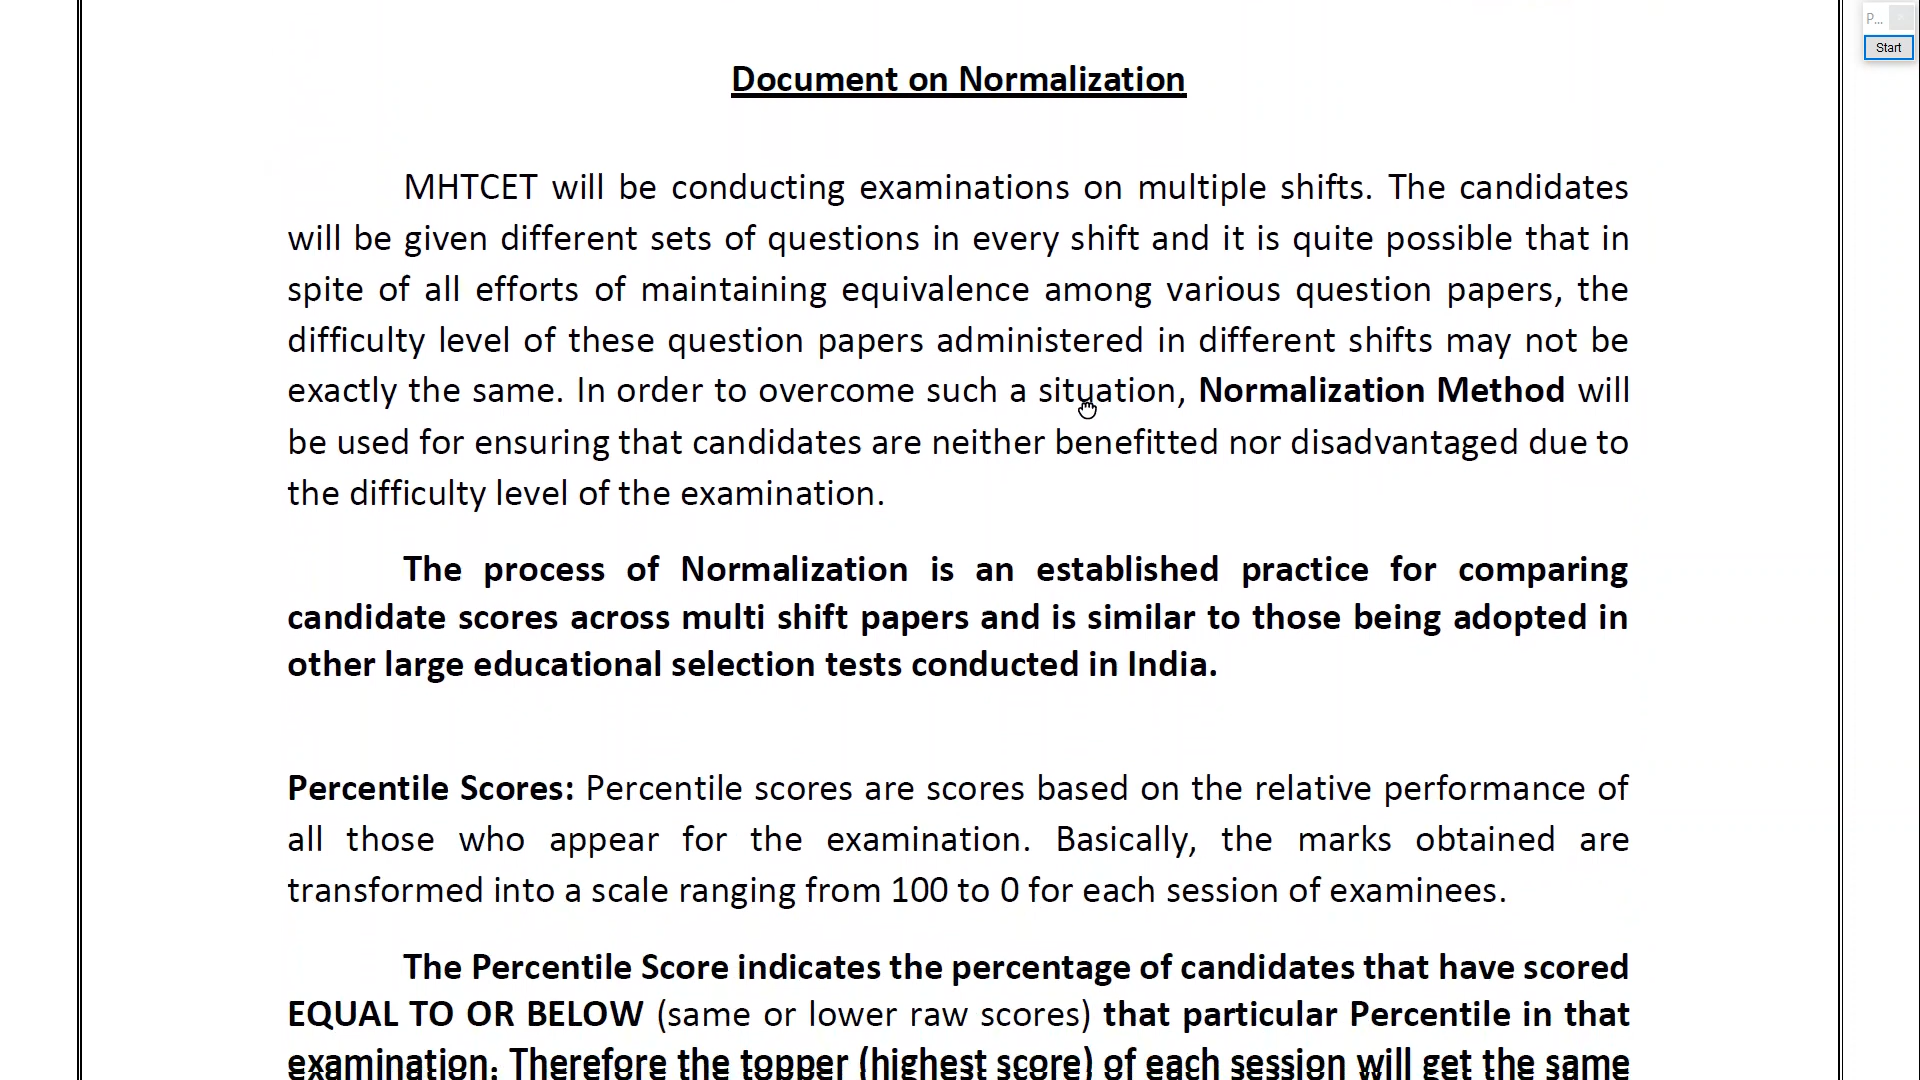 Document on Normalization
P...
Start
MHTCET will be conducting examinations on multiple shifts. The candidates
will be given different sets of questions in every shift and it is quite possible that in
spite of all efforts of maintaining equivalence among various question papers, the
difficulty level of these question papers administered in different shifts may not be
exactly the same. In order to overcome such a situation, Normalization Method will
be used for ensuring that candidates are neither benefitted nor disadvantaged due to
the difficulty level of the examination.
The process of Normalization is an established practice for comparing
candidate scores across multi shift papers and is similar to those being adopted in
other large educational selection tests conducted in India.
Percentile Scores: Percentile scores are scores based on the relative performance of
all those who appear for the examination. Basically, the marks obtained are
transformed into a scale ranging from 100 to 0 for each session of examinees.
The Percentile Score indicates the percentage of candidates that have scored
EQUAL TO OR BELOW (same or lower raw scores) that particular Percentile in that
examination. Therefore the topper (highest score) of each session will get the same